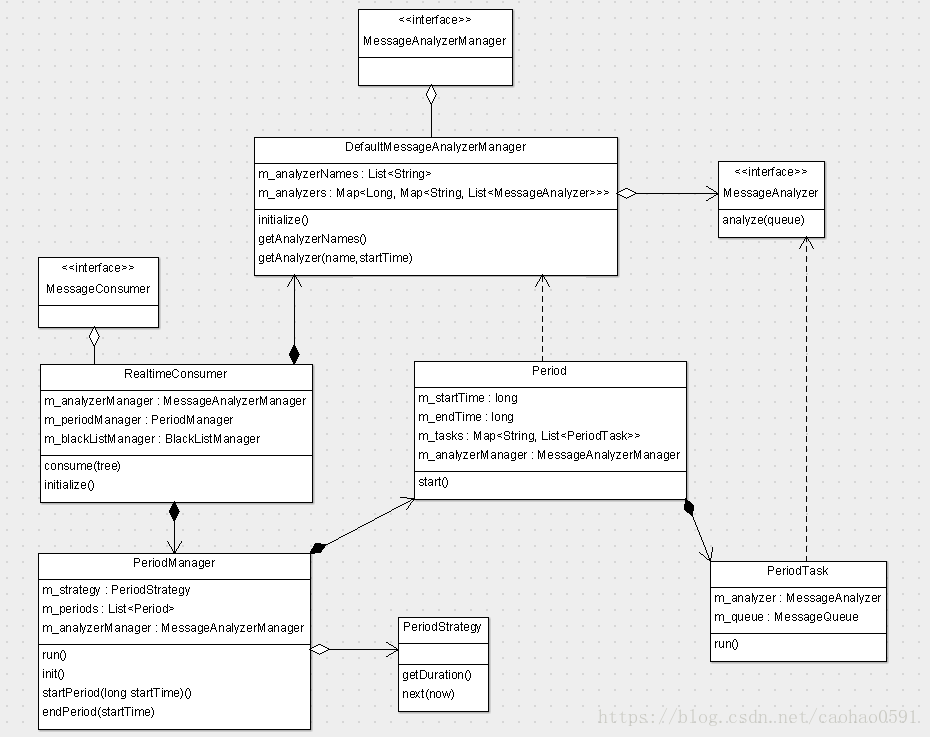 <<interface>>
MessageAnalyzerManager
DefaultMessageAnalyzerManager
m_analyzerNames : List<String>
m_analyzers : Map<Long, Map<String, List<MessageAnalyzer>>>
initialize()
getAnalyzerNames()
getAnalyzer(name,startTime)
<<interface>>
MessageAnalyzer
analyze(queue)
<<interface>>
MessageConsumer
RealtimeConsumer
m_analyzerManager : MessageAnalyzerManager
m_periodManager : PeriodManager
m_blackListManager : BlackListManager
consume(tree)
initialize()
Period
m_startTime : long
m_endTime : long
m_tasks : Map<String, List<PeriodTask>>
m_analyzerManager : MessageAnalyzerManager
start()
PeriodManager
m_strategy : PeriodStrategy
m_periods : List<Period>
m_analyzerManager : MessageAnalyzerManager
run()
init()
startPeriod(long startTime)()
endPeriod(startTime)
PeriodStrategy
getDuration()
next(now)
PeriodTask
m_analyzer : MessageAnalyzer
m_queue : MessageQueue
run()
https://blog.csdn.net/caohao0591